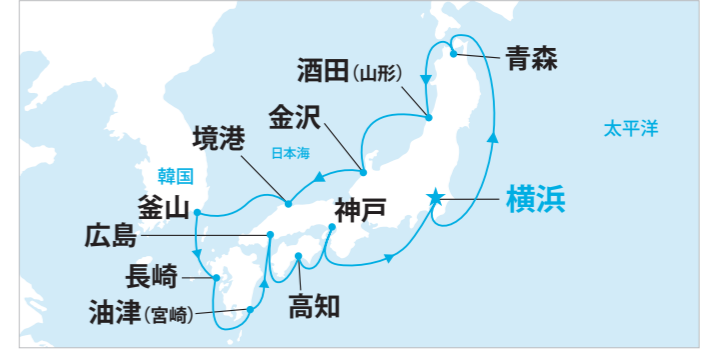 青森
酒田(山形)
太平洋
金沢
境港
日本海
韓国
横浜
釜山
神戸
広島
長崎
高知
油津(宮崎)